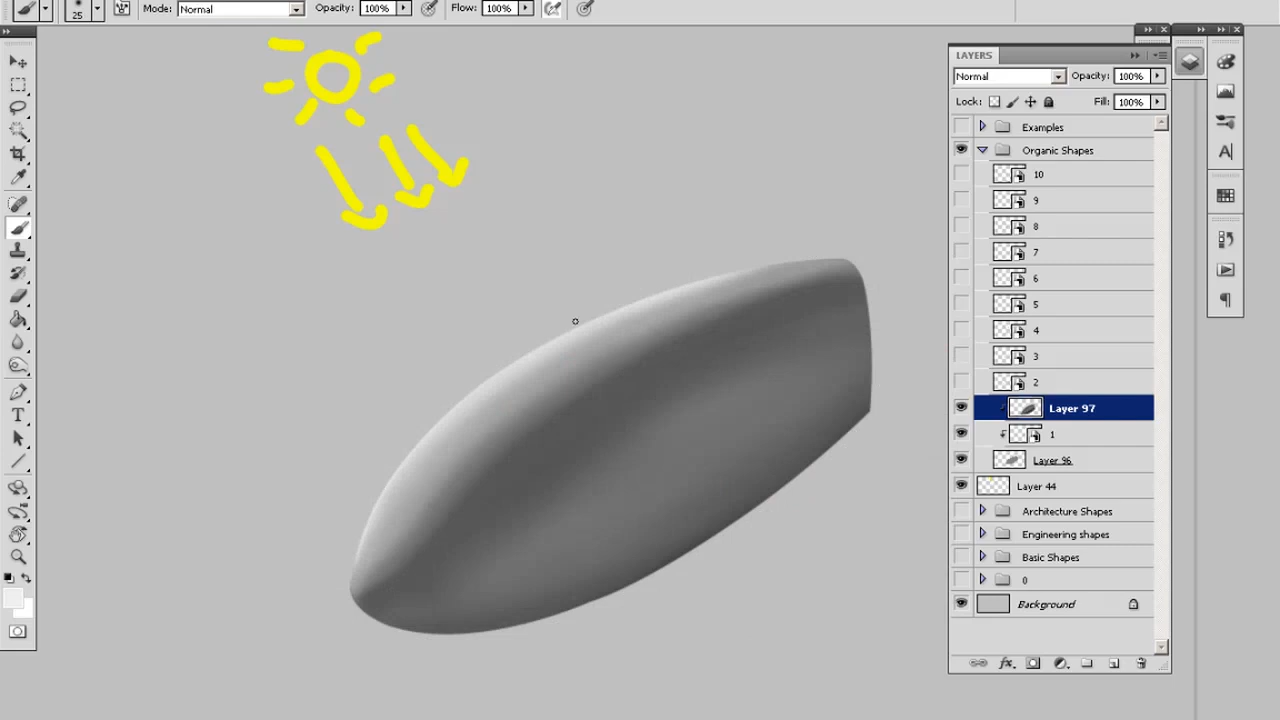 Mode: Normal Opacity: 100% Flow: 100%
25
LAYERS
Normal Opacity: 100%
Lock: Fill: 100%
Examples
Organic Shapes
10
9
8
7
6
5
4
3
2
Layer 97
1
Layer 96
Layer 44
Architecture Shapes
Engineering shapes
Basic Shapes
0
Background